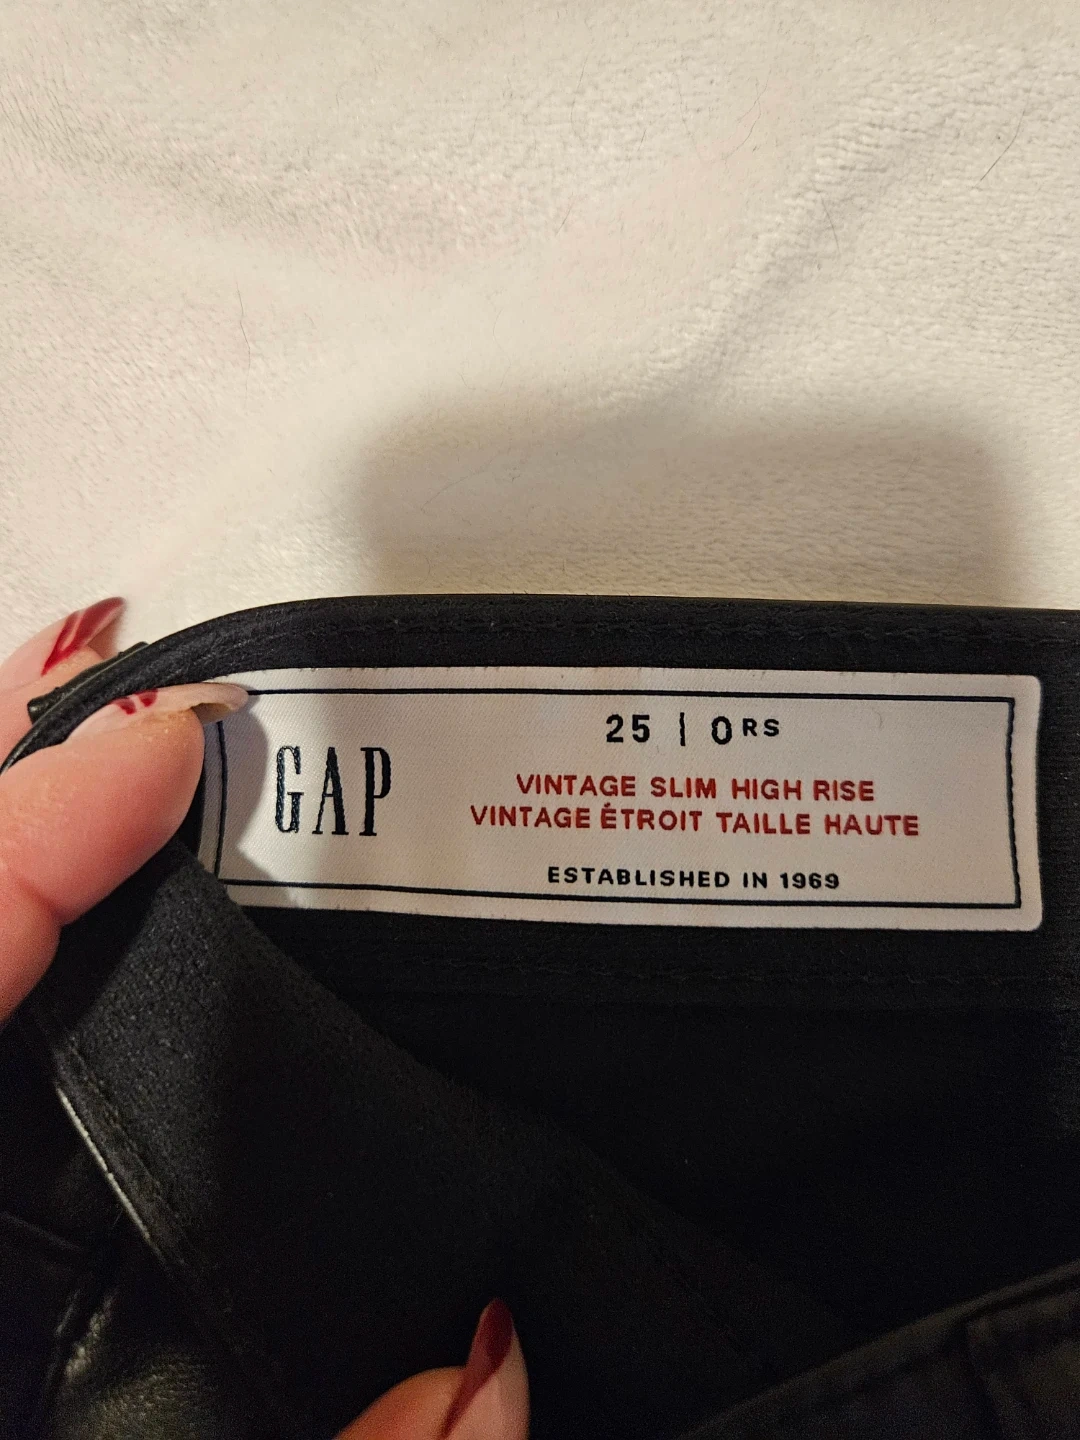 GAP
25 | 0RS
VINTAGE SLIM HIGH RISE
VINTAGE ÉTROIT TAILLE HAUTE
ESTABLISHED IN 1969